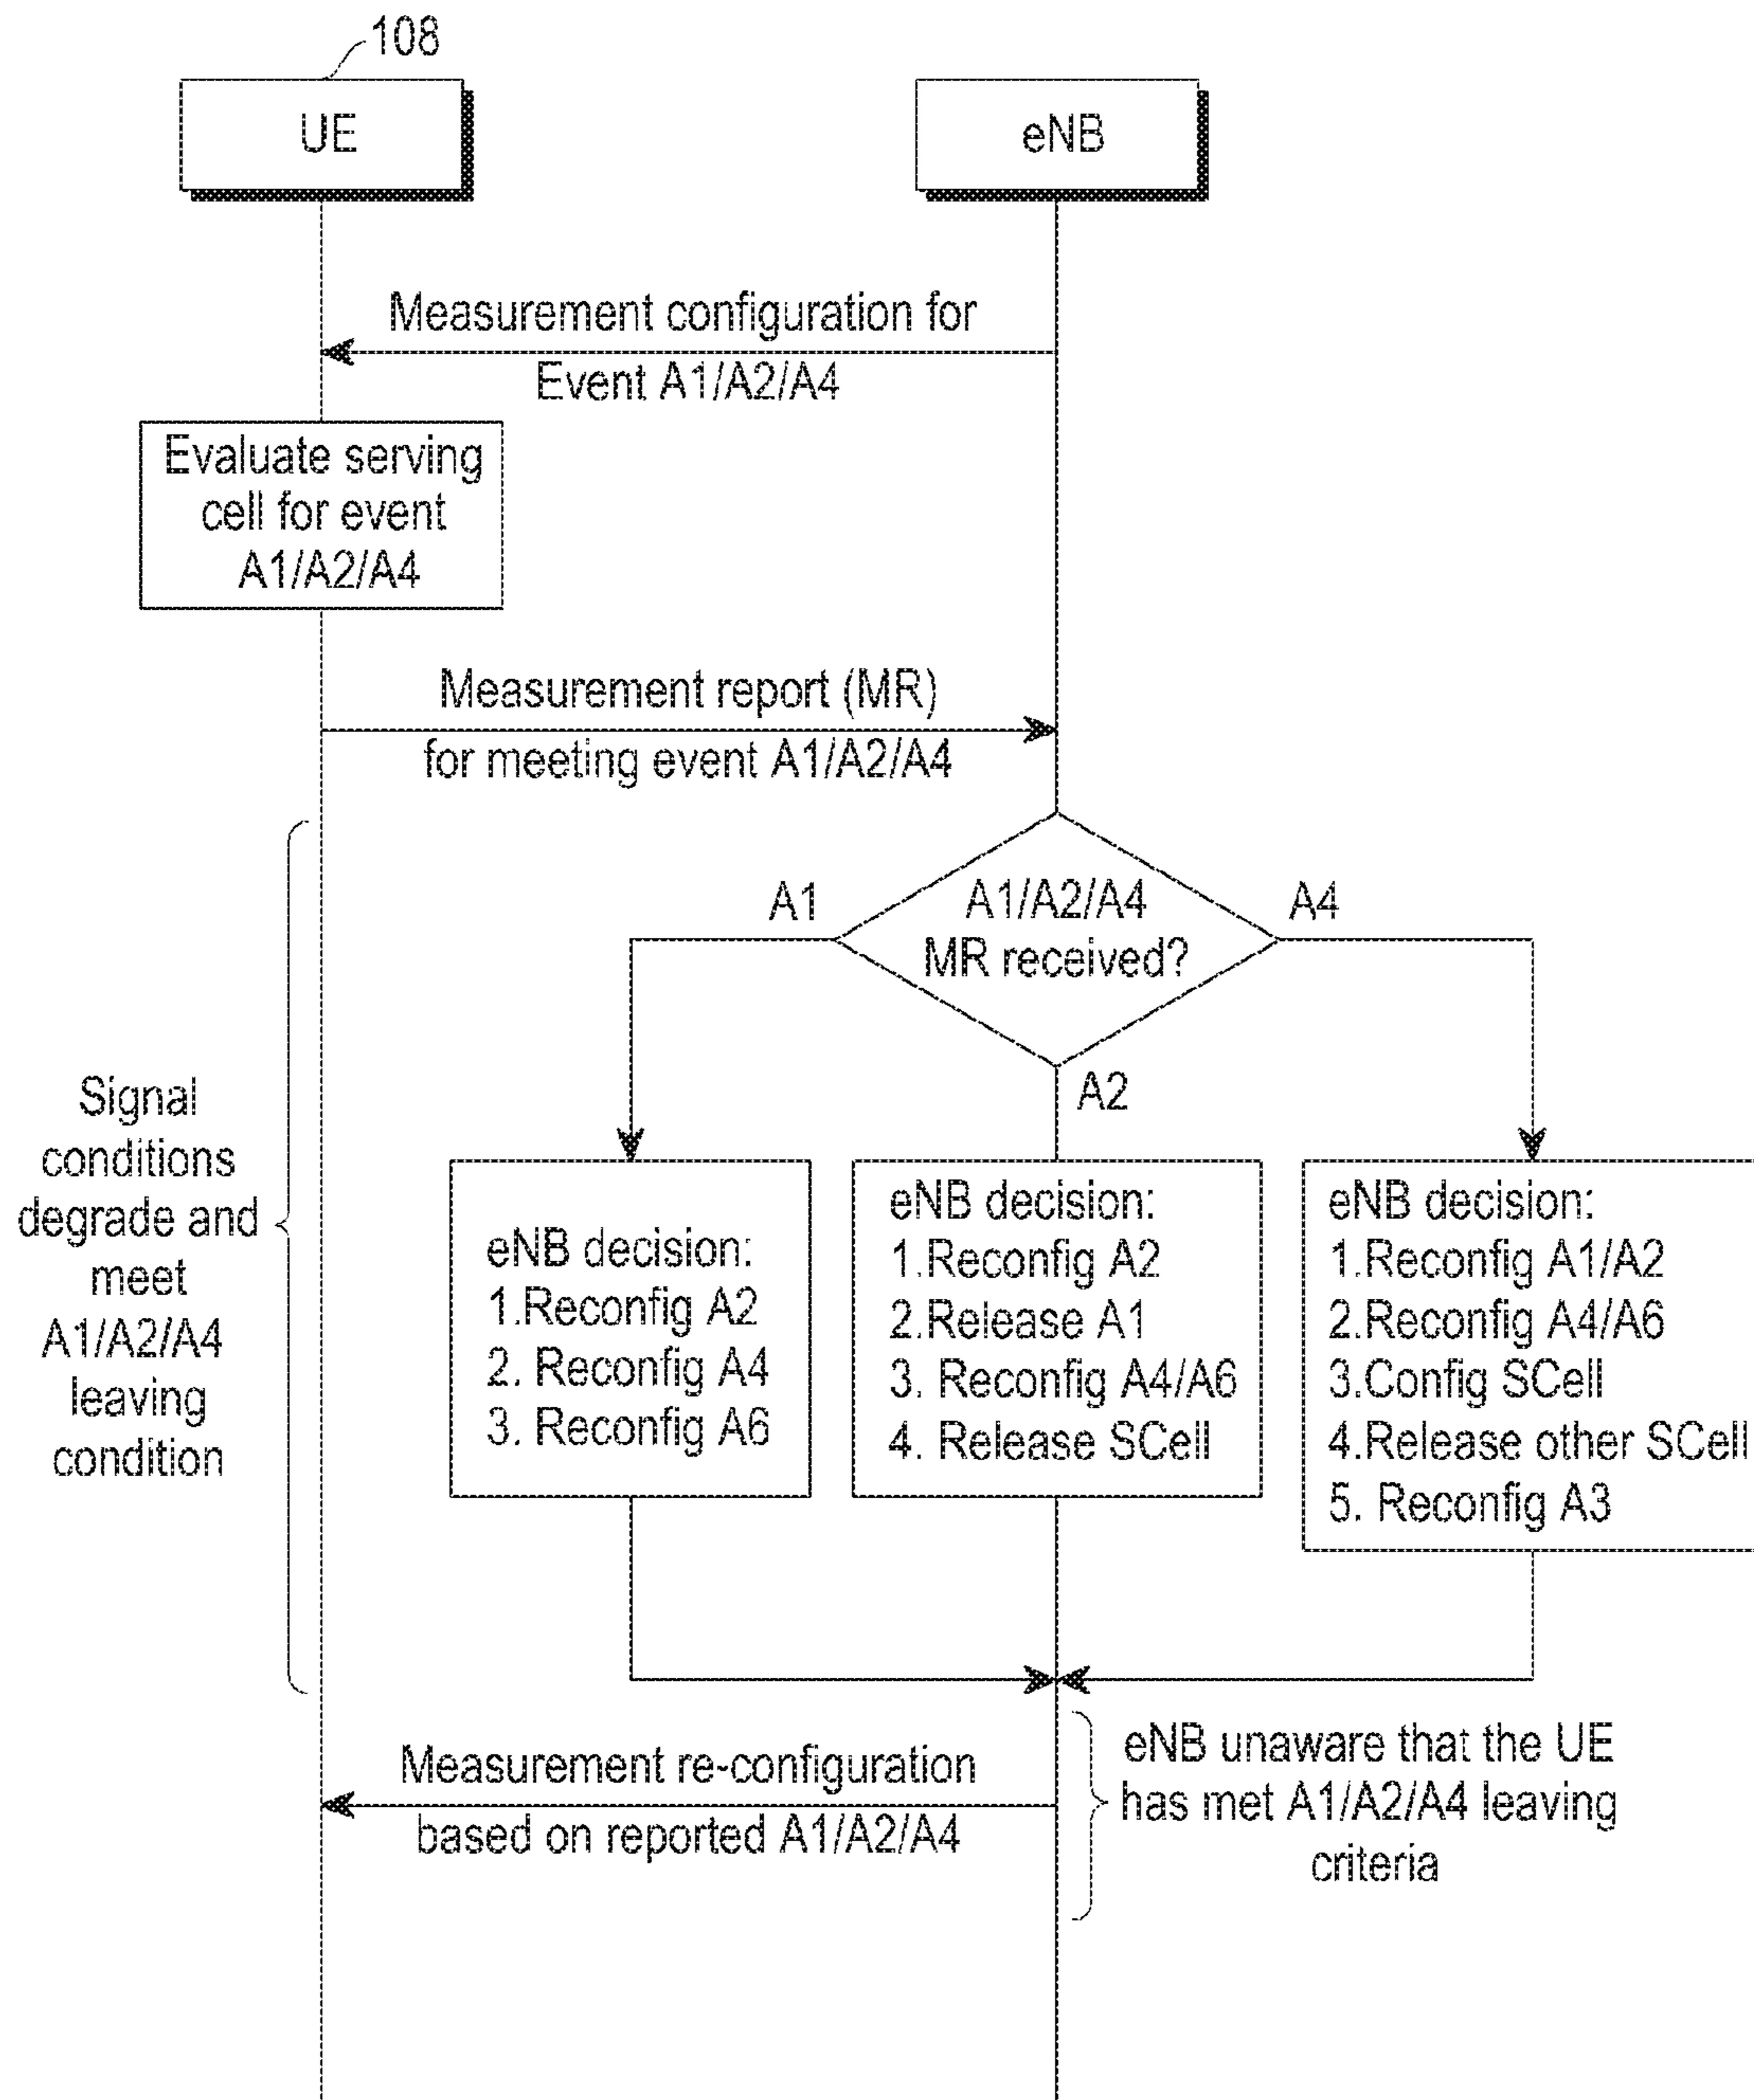 108
UE
eNB
Measurement configuration for
Event A1/A2/A4
Evaluate serving
cell for event
A1/A2/A4
Measurement report (MR)
for meeting event A1/A2/A4
A1/A2/A4
MR received?
A1
A4
A2
Signal
conditions
degrade and
meet
A1/A2/A4
leaving
condition
eNB decision:
1.Reconfig A2
2. Reconfig A4
3. Reconfig A6
eNB decision:
1.Reconfig A2
2.Release A1
3. Reconfig A4/A6
4. Release SCell
eNB decision:
1.Reconfig A1/A2
2.Reconfig A4/A6
3.Config SCell
4.Release other SCell
5. Reconfig A3
Measurement re-configuration
based on reported A1/A2/A4
eNB unaware that the UE
has met A1/A2/A4 leaving
criteria